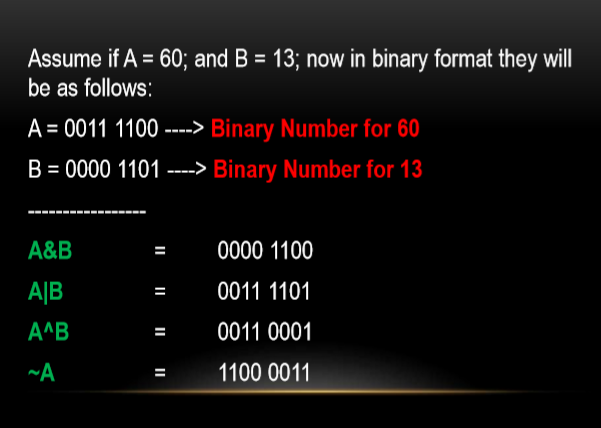 Assume if A = 60; and B = 13; now in binary format they will
be as follows:
A = 0011 1100 ----> Binary Number for 60
B = 0000 1101 ----> Binary Number for 13
-----------------
A&B = 0000 1100
A|B = 0011 1101
A^B = 0011 0001
~A = 1100 0011